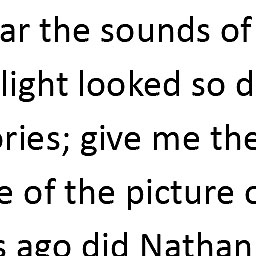 ar the sounds of
light looked so d
ories; give me the
e of the picture o
s ago did Nathan